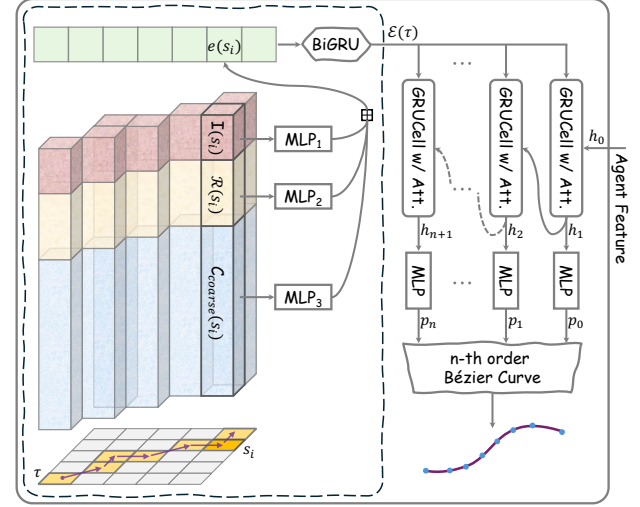 e(s_i)
BiGRU
ℰ(τ)
...
GRUCell w/ Att.
GRUCell w/ Att.
GRUCell w/ Att.
...
h_0
Agent Feature
I(s_i)
MLP_1
ℛ(s_i)
MLP_2
C_coarse(s_i)
MLP_3
h_{n+1}
h_2
h_1
MLP
...
MLP
MLP
p_n
p_1
p_0
n-th order
Bézier Curve
τ
s_i